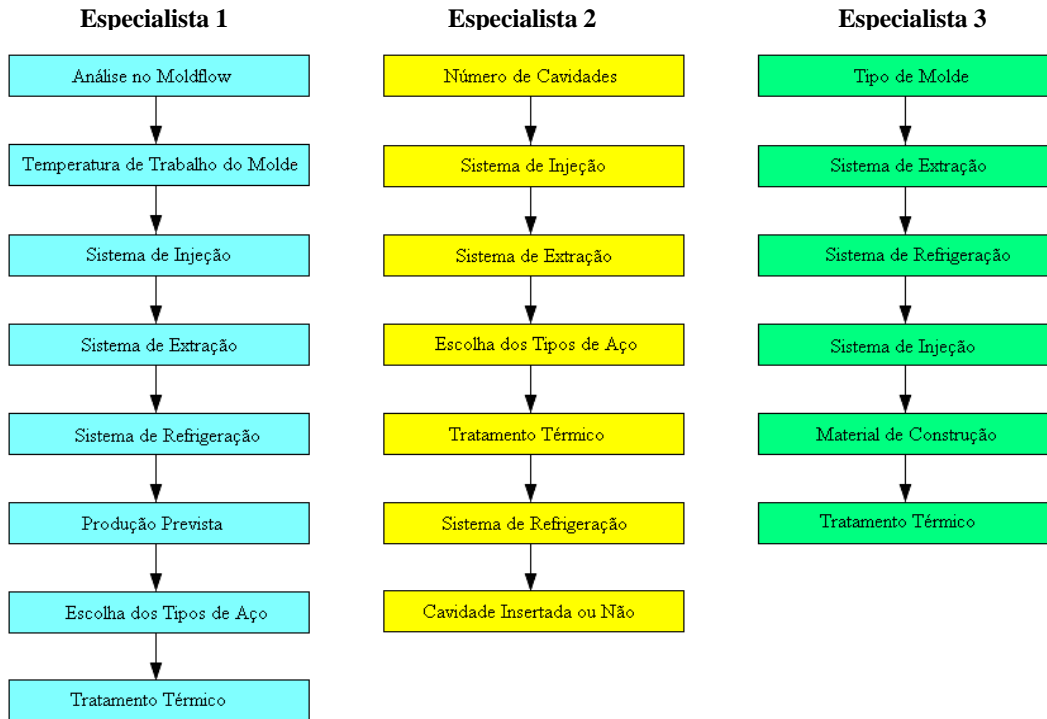 Especialista 1
Análise no Moldflow
Temperatura de Trabalho do Molde
Sistema de Injeção
Sistema de Extração
Sistema de Refrigeração
Produção Prevista
Escolha dos Tipos de Aço
Tratamento Térmico
Especialista 2
Número de Cavidades
Sistema de Injeção
Sistema de Extração
Escolha dos Tipos de Aço
Tratamento Térmico
Sistema de Refrigeração
Cavidade Insertada ou Não
Especialista 3
Tipo de Molde
Sistema de Extração
Sistema de Refrigeração
Sistema de Injeção
Material de Construção
Tratamento Térmico